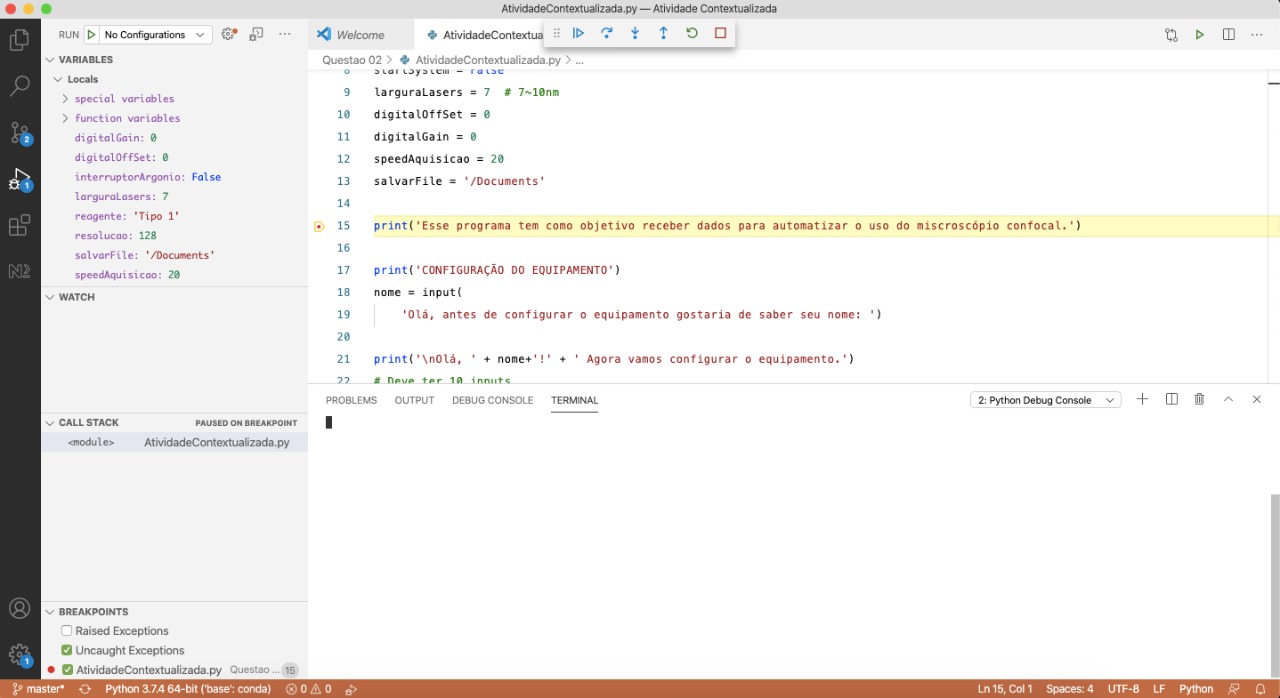 AtividadeContextualizada.py — Atividade Contextualizada
RUN
No Configurations
Welcome
AtividadeContextua
Questao 02 > AtividadeContextualizada.py > ...
VARIABLES
Locals
special variables
function variables
digitalGain: 0
digitalOffSet: 0
interruptorArgonio: False
larguraLasers: 7
reagente: 'Tipo 1'
resolucao: 128
salvarFile: '/Documents'
speedAquisicao: 20
WATCH
CALL STACK
PAUSED ON BREAKPOINT
<module> AtividadeContextualizada.py
BREAKPOINTS
Raised Exceptions
Uncaught Exceptions
AtividadeContextualizada.py Questao ... 15
8 startSystem = False
9 larguraLasers = 7  # 7~10nm
10 digitalOffSet = 0
11 digitalGain = 0
12 speedAquisicao = 20
13 salvarFile = '/Documents'
14
15 print('Esse programa tem como objetivo receber dados para automatizar o uso do miscroscópio confocal.')
16
17 print('CONFIGURAÇÃO DO EQUIPAMENTO')
18 nome = input(
19     'Olá, antes de configurar o equipamento gostaria de saber seu nome: ')
20
21 print('\nOlá, ' + nome+'!' + ' Agora vamos configurar o equipamento.')
22 # Deve ter 10 inputs
PROBLEMS OUTPUT DEBUG CONSOLE TERMINAL
2: Python Debug Console
2
1
1
master* Python 3.7.4 64-bit ('base': conda) 0 0
Ln 15, Col 1 Spaces: 4 UTF-8 LF Python